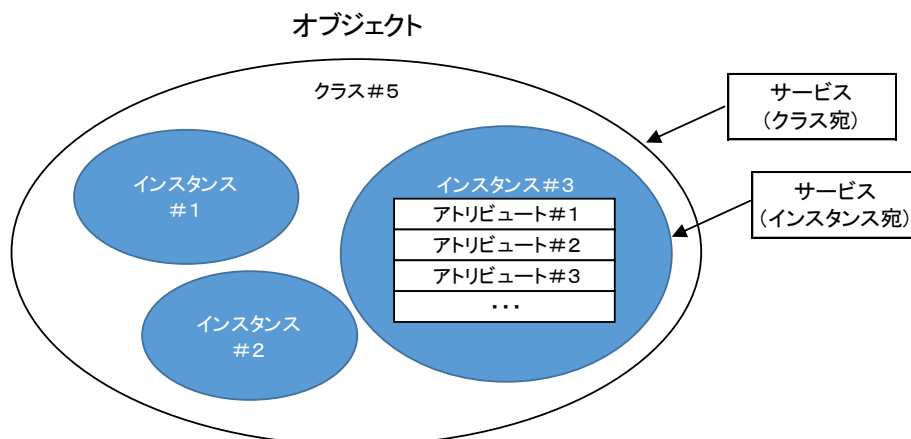 オブジェクト
クラス#5
サービス
(クラス宛)
インスタンス
#1
インスタンス#3
アトリビュート#1
アトリビュート#2
アトリビュート#3
・・・
サービス
(インスタンス宛)
インスタンス
#2